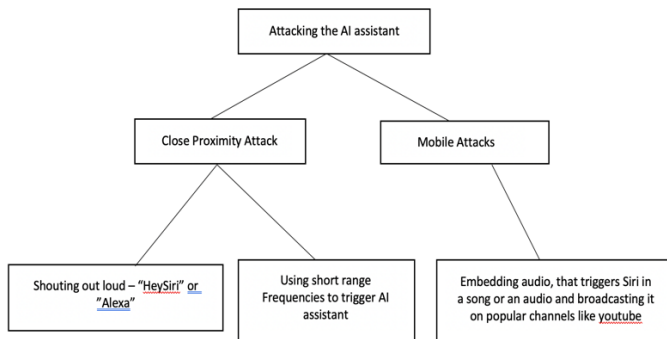 Attacking the AI assistant
Close Proximity Attack
Mobile Attacks
Shouting out loud – “HeySiri” or
”Alexa”
Using short range
Frequencies to trigger AI
assistant
Embedding audio, that triggers Siri in
a song or an audio and broadcasting it
on popular channels like youtube